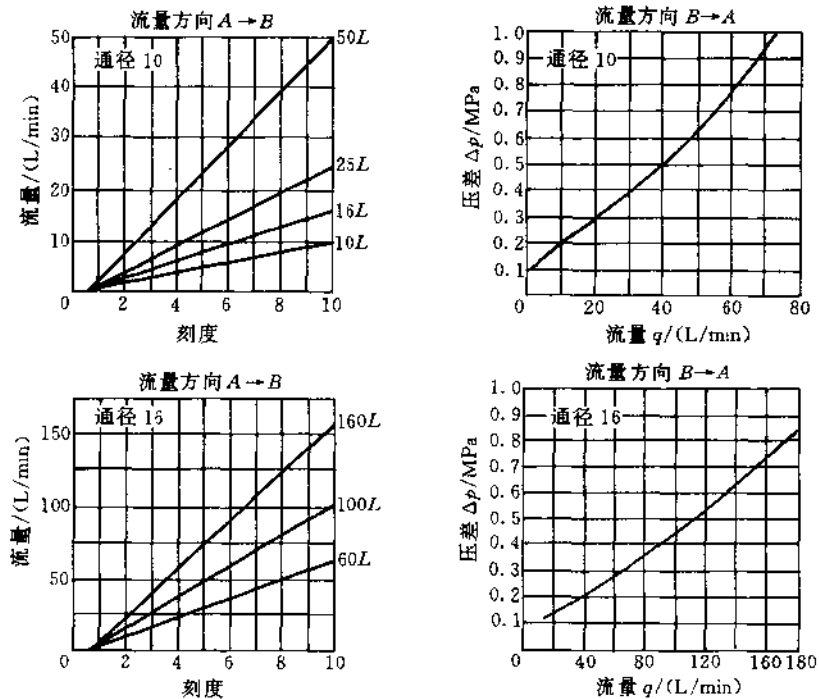 流量方向 A→B
通径 10
50
40
30
20
10
0
2
4
6
8
10
50L
25L
16L
10L
流量/(L/min)
刻度
流量方向 B→A
通径 10
1.0
0.9
0.8
0.7
0.6
0.5
0.4
0.3
0.2
0.1
0
20
40
60
80
压差 Δp/MPa
流量 q/(L/min)
流量方向 A→B
通径 16
150
100
50
0
2
4
6
8
10
160L
100L
60L
流量/(L/min)
刻度
流量方向 B→A
通径 16
1.0
0.9
0.8
0.7
0.6
0.5
0.4
0.3
0.2
0.1
0
40
80
120
160
180
压差 Δp/MPa
流量 q/(L/min)